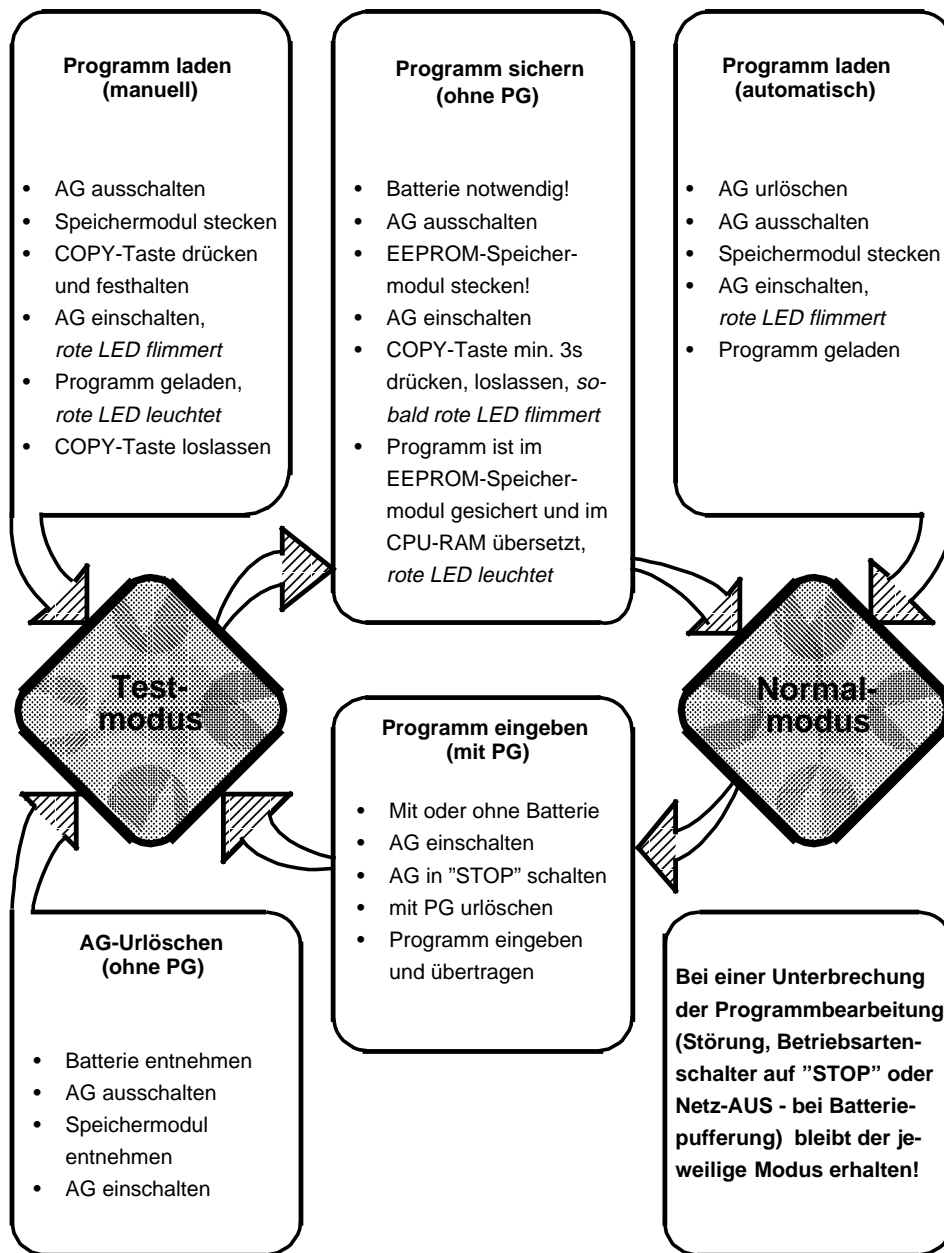 Programm laden
(manuell)
• AG ausschalten
• Speichermodul stecken
• COPY-Taste drücken
und festhalten
• AG einschalten,
rote LED flimmert
• Programm geladen,
rote LED leuchtet
• COPY-Taste loslassen
Programm sichern
(ohne PG)
• Batterie notwendig!
• AG ausschalten
• EEPROM-Speicher-
modul stecken!
• AG einschalten
• COPY-Taste min. 3s
drücken, loslassen, so-
bald rote LED flimmert
• Programm ist im
EEPROM-Speicher-
modul gesichert und im
CPU-RAM übersetzt,
rote LED leuchtet
Programm laden
(automatisch)
• AG urlöschen
• AG ausschalten
• Speichermodul stecken
• AG einschalten,
rote LED flimmert
• Programm geladen
Test-
modus
Normal-
modus
Programm eingeben
(mit PG)
• Mit oder ohne Batterie
• AG einschalten
• AG in ”STOP” schalten
• mit PG urlöschen
• Programm eingeben
und übertragen
AG-Urlöschen
(ohne PG)
• Batterie entnehmen
• AG ausschalten
• Speichermodul
entnehmen
• AG einschalten
Bei einer Unterbrechung
der Programmbearbeitung
(Störung, Betriebsarten-
schalter auf ”STOP” oder
Netz-AUS - bei Batterie-
pufferung) bleibt der je-
weilige Modus erhalten!